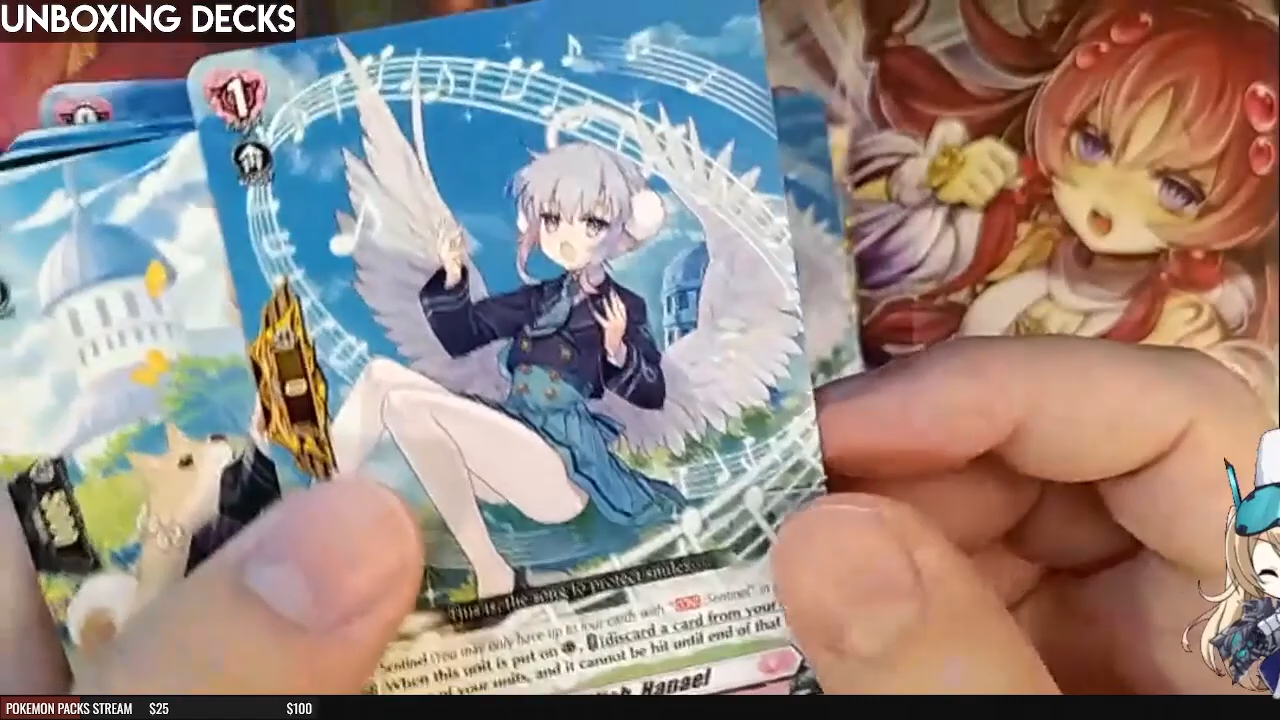 UNBOXING DECKS
1
This is, the song to protect smiles...
Sentinel (You may only have up to four cards with "Sentinel" in
When this unit is put on , discard a card from your
of your units, and it cannot be hit until end of that
Hansel
POKEMON PACKS STREAM $25 $100